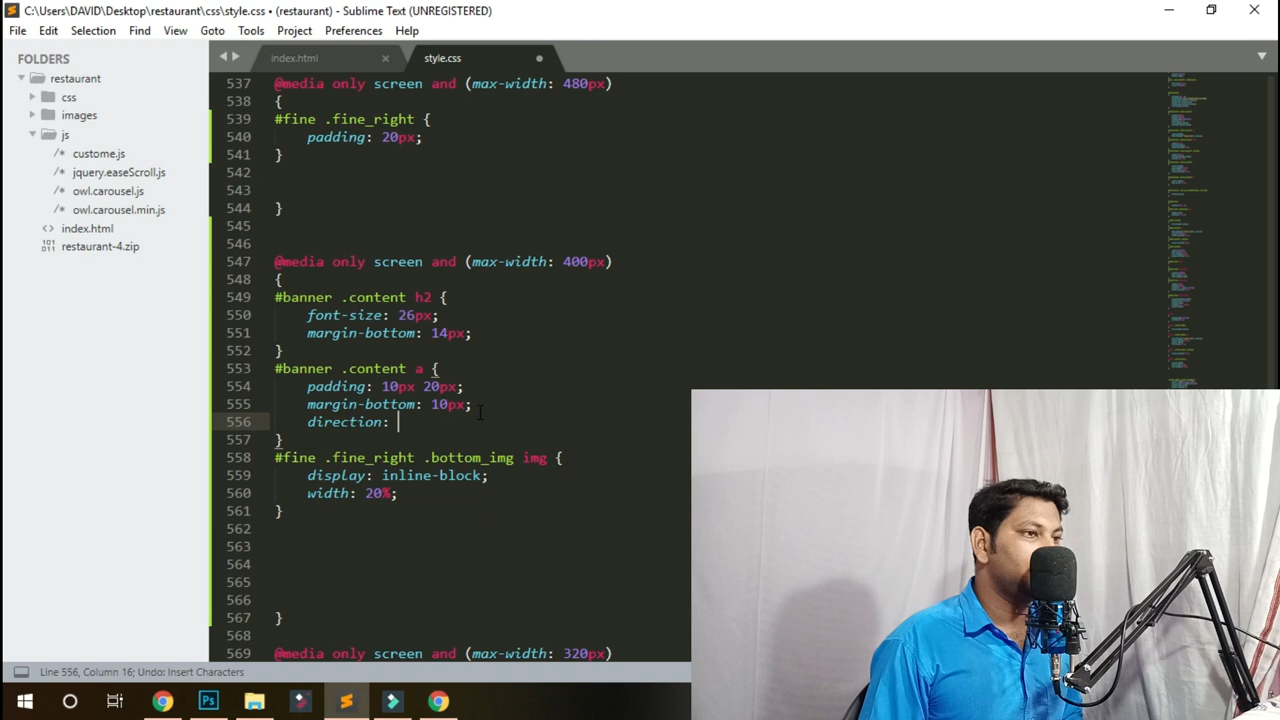 C:\Users\DAVID\Desktop\restaurant\css\style.css • (restaurant) - Sublime Text (UNREGISTERED)
File Edit Selection Find View Goto Tools Project Preferences Help
FOLDERS
restaurant
css
images
js
/* custome.js
/* jquery.easeScroll.js
/* owl.carousel.js
/* owl.carousel.min.js
<> index.html
restaurant-4.zip
index.html
style.css
537 @media only screen and (max-width: 480px)
538 {
539 #fine .fine_right {
540 padding: 20px;
541 }
542
543
544 }
545
546
547 @media only screen and (max-width: 400px)
548 {
549 #banner .content h2 {
550 font-size: 26px;
551 margin-bottom: 14px;
552 }
553 #banner .content a {
554 padding: 10px 20px;
555 margin-bottom: 10px;
556 direction:
557 }
558 #fine .fine_right .bottom_img img {
559 display: inline-block;
560 width: 20%;
561 }
562
563
564
565
566
567 }
568
569 @media only screen and (max-width: 320px)
Line 556, Column 16; Undo: Insert Characters
Ps